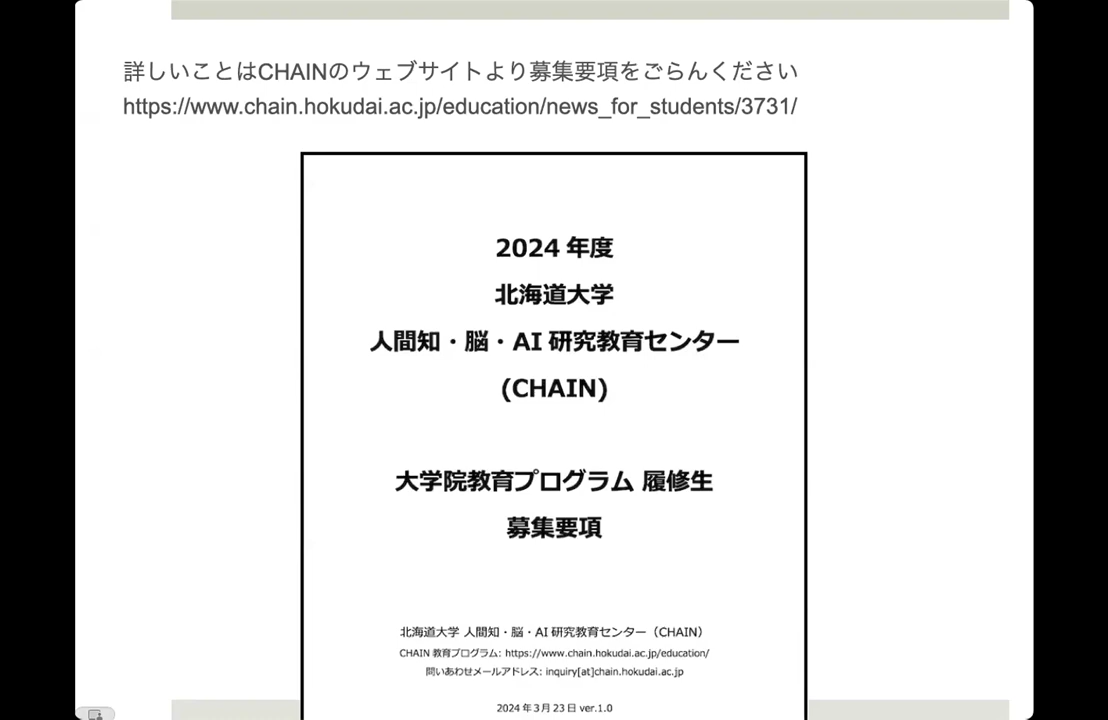 詳しいことはCHAINのウェブサイトより募集要項をごらんください
https://www.chain.hokudai.ac.jp/education/news_for_students/3731/
2024 年度
北海道大学
人間知・脳・AI 研究教育センター
(CHAIN)
大学院教育プログラム 履修生
募集要項
北海道大学 人間知・脳・AI 研究教育センター（CHAIN）
CHAIN 教育プログラム: https://www.chain.hokudai.ac.jp/education/
問いあわせメールアドレス: inquiry[at]chain.hokudai.ac.jp
2024 年 3 月 23 日 ver.1.0